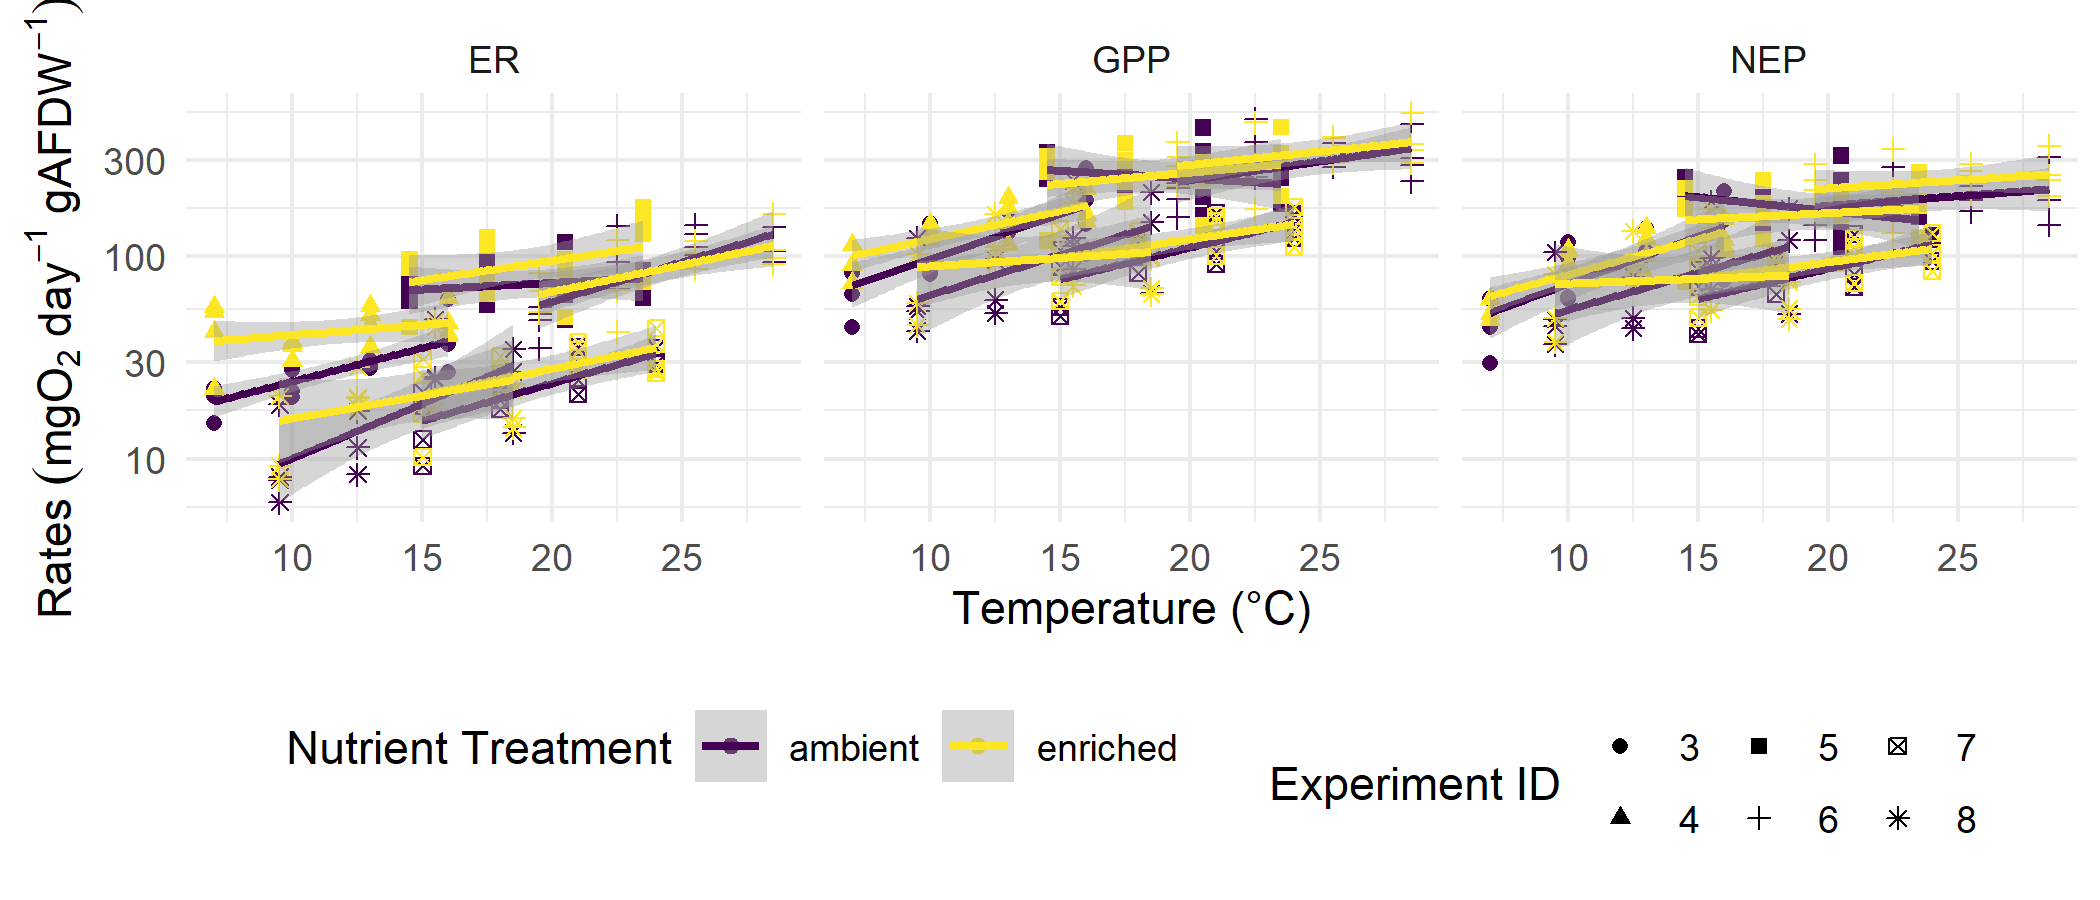 Rates (mgO₂ day⁻¹ gAFDW⁻¹)
ER GPP NEP
300
100
30
10
10 15 20 25 10 15 20 25 10 15 20 25
Temperature (°C)
Nutrient Treatment ambient enriched
Experiment ID
3 5 7
4 6 8